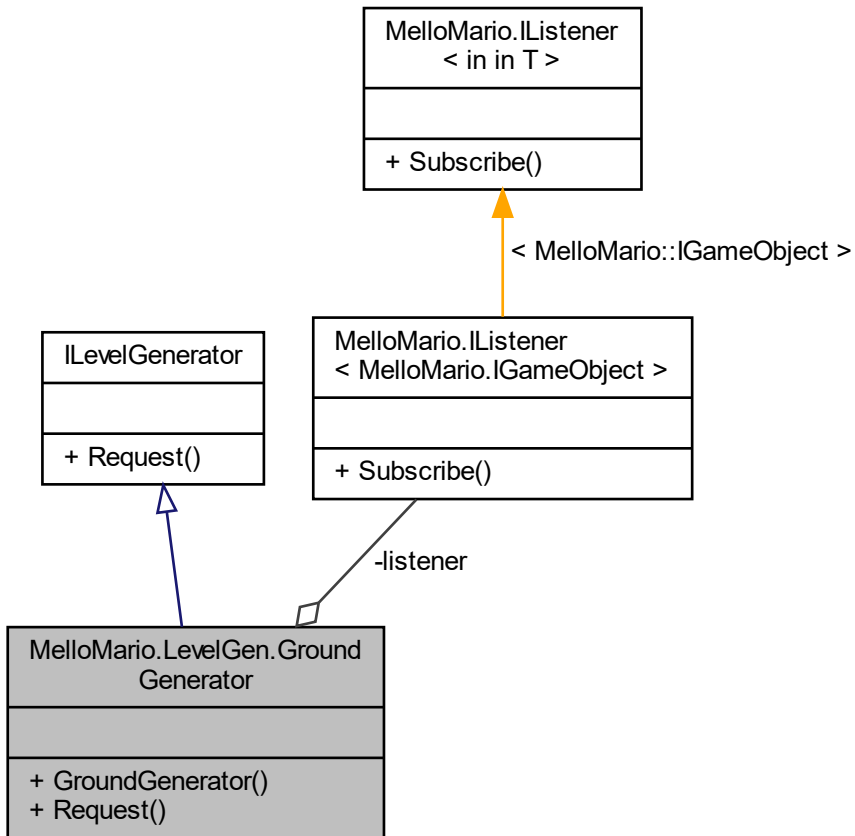 MelloMario.IListener
< in in T >
+ Subscribe()
< MelloMario::IGameObject >
MelloMario.IListener
< MelloMario.IGameObject >
+ Subscribe()
ILevelGenerator
+ Request()
-listener
MelloMario.LevelGen.Ground
Generator
+ GroundGenerator()
+ Request()